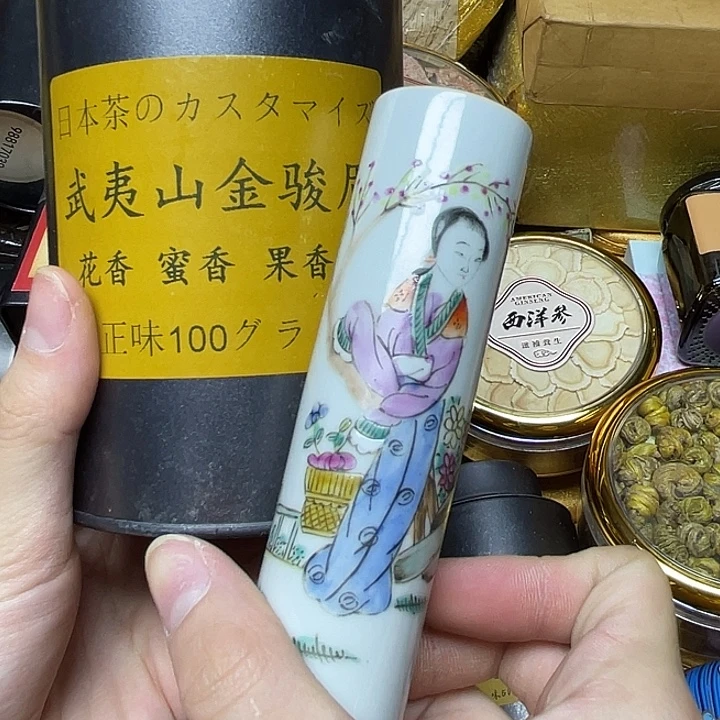 日本茶のカスタマイズ
武夷山金骏眉
花香 蜜香 果香
正味100グラ
AMERICAN
GINSENG
西洋参